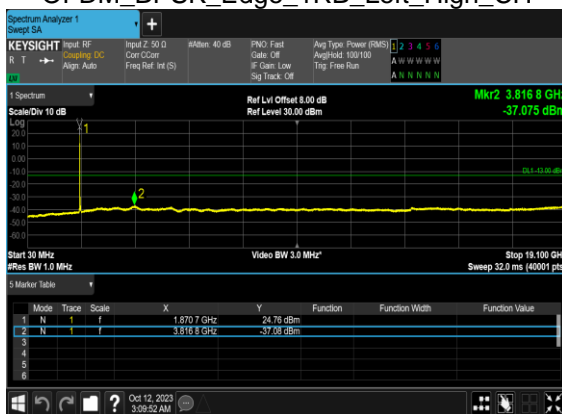 OFDM_BPSK_Edge_1RB_Left_High_CH
Spectrum Analyzer 1
Swept SA
+
KEYSIGHT Input: RF Input Z: 50 Ω #Atten: 40 dB PNO: Fast Avg Type: Power (RMS) 1 2 3 4 5 6
R T Coupling: DC Corr CCorr Gate: Off Avg|Hold: 100/100 A W W W W W
Align: Auto Freq Ref: Int (S) IF Gain: Low Trig: Free Run
Sig Track: Off A N N N N N
LXI
1 Spectrum Ref Lvl Offset 8.00 dB Mkr2 3.816 8 GHz
Scale/Div 10 dB Ref Level 30.00 dBm -37.075 dBm
Log
1
20.0
10.0
0.00
-10.0
DL1 -13.00 dBm
-20.0
-30.0
2
-40.0
-50.0
-60.0
Start 30 MHz Video BW 3.0 MHz* Stop 19.100 GHz
#Res BW 1.0 MHz Sweep 32.0 ms (40001 pts)
5 Marker Table
Mode Trace Scale X Y Function Function Width Function Value
1 N 1 f 1.870 7 GHz 24.76 dBm
2 N 1 f 3.816 8 GHz -37.08 dBm
3
4
5
6
? Oct 12, 2023
3:09:52 AM